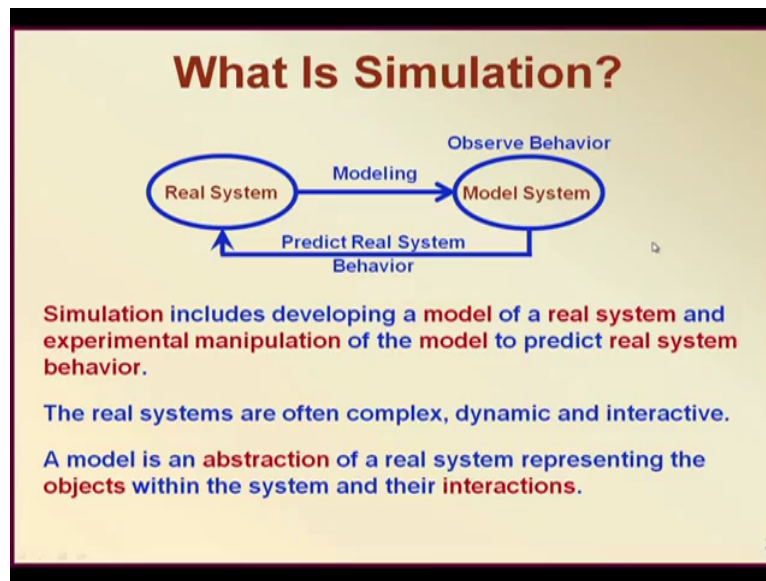 What Is Simulation?
Observe Behavior
Modeling
Real System
Model System
Predict Real System
Behavior
Simulation includes developing a model of a real system and
experimental manipulation of the model to predict real system
behavior.
The real systems are often complex, dynamic and interactive.
A model is an abstraction of a real system representing the
objects within the system and their interactions.